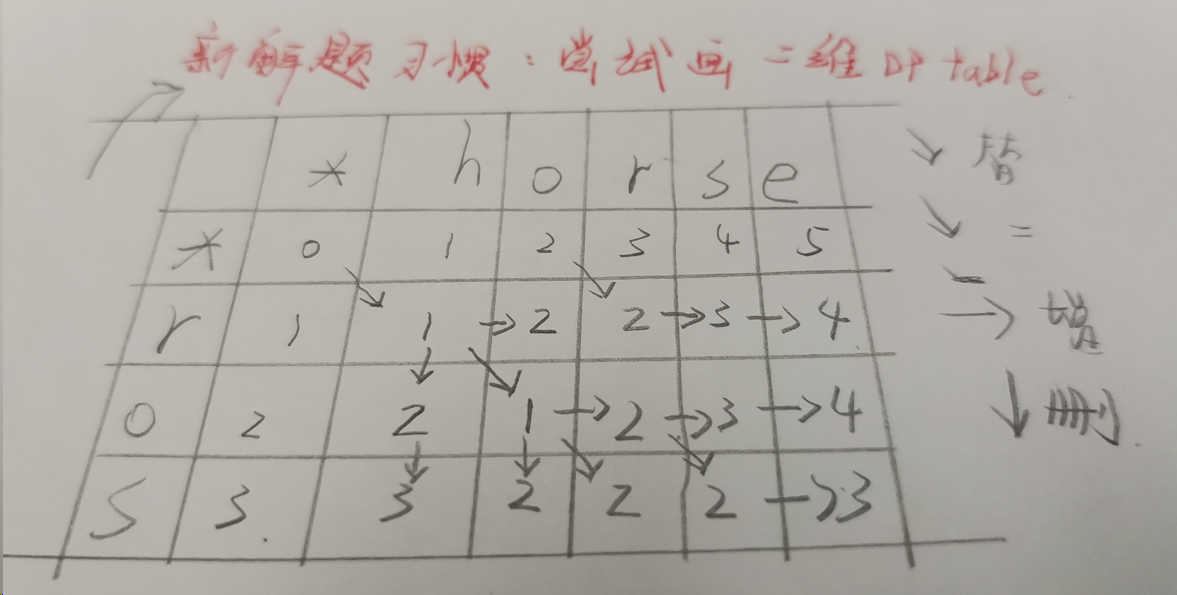 新解题习惯：尝试画二维DP table
* h o r s e
↘ 替
* 0 1 2 3 4 5
↘ =
r 1 1 → 2 2 → 3 → 4
→ 增
o 2 2 1 → 2 → 3 → 4
↓ 删
s 3 3 2 2 2 → 3